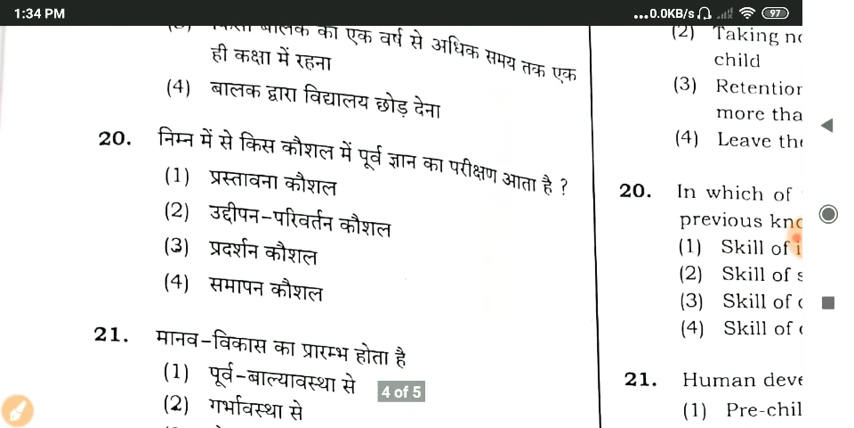 1:34 PM
...0.0KB/s
97
बालक का एक वर्ष से अधिक समय तक एक
ही कक्षा में रहना
(4) बालक द्वारा विद्यालय छोड़ देना
20. निम्न में से किस कौशल में पूर्व ज्ञान का परीक्षण आता है ?
(1) प्रस्तावना कौशल
(2) उद्दीपन-परिवर्तन कौशल
(3) प्रदर्शन कौशल
(4) समापन कौशल
21. मानव-विकास का प्रारम्भ होता है
(1) पूर्व-बाल्यावस्था से
(2) गर्भावस्था से
4 of 5
(2) Taking
child
(3) Retention
more tha
(4) Leave
20. In which of
previous
(1) Skill of
(2) Skill of
(3) Skill of
(4) Skill of
21. Human deve
(1) Pre-chil